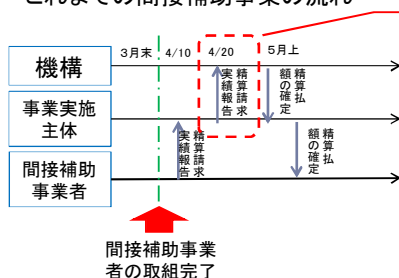 これまでの間接補助事業の流れ
3月末 4/10 4/20 5月上
機構
事業実施
主体
間接補助
事業者
精算請求
実績報告
精算払
額の確定
精算請求
実績報告
精算払
額の確定
間接補助事業
者の取組完了